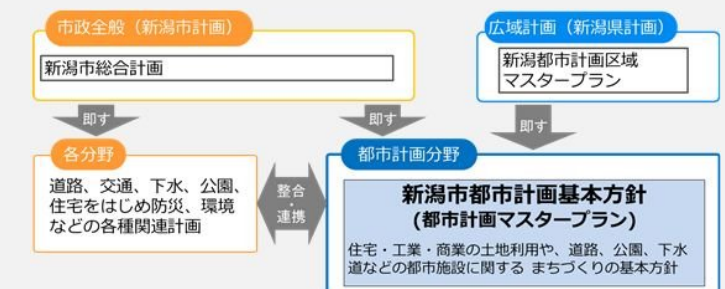 市政全般（新潟市計画）
新潟市総合計画
広域計画（新潟県計画）
新潟都市計画区域
マスタープラン
即す
即す
即す
各分野
道路、交通、下水、公園、
住宅をはじめ防災、環境
などの各種関連計画
整合
・
連携
都市計画分野
新潟市都市計画基本方針
(都市計画マスタープラン)
住宅・工業・商業の土地利用や、道路、公園、下水
道などの都市施設に関する まちづくりの基本方針